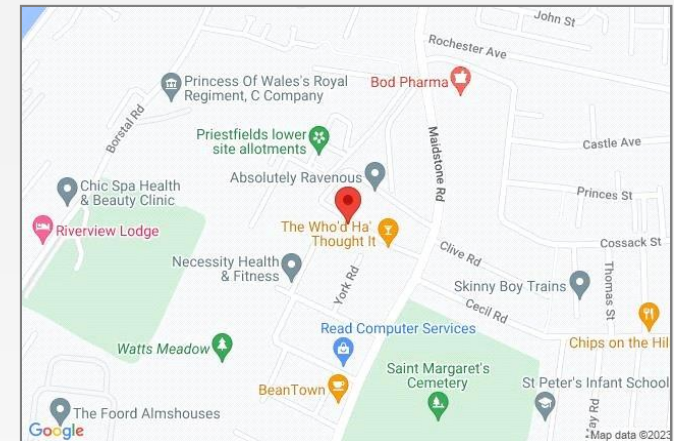 John St
Rochester Ave
Princess Of Wales's Royal
Regiment, C Company
Bod Pharma
Borstal Rd
Maidstone Rd
Priestfields lower
site allotments
Castle Ave
Absolutely Ravenous
Chic Spa Health
& Beauty Clinic
Princes St
Riverview Lodge
The Who'd Ha'
Thought It
Cossack St
Clive Rd
Necessity Health
& Fitness
York Rd
Skinny Boy Trains
Thomas St
Cecil Rd
Read Computer Services
Chips on the Hil
Watts Meadow
Saint Margaret's
Cemetery
St Peter's Infant School
BeanTown
The Foord Almshouses
ay Rd
Google
Map data ©2023